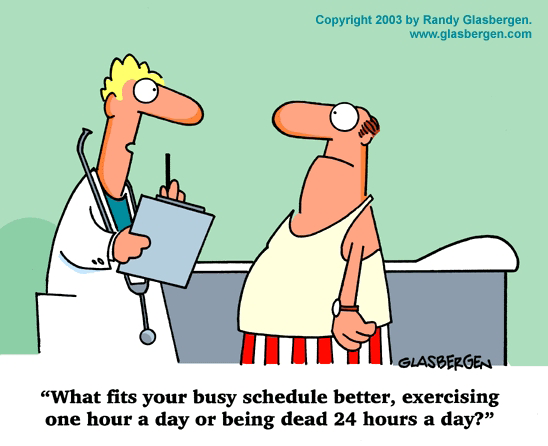 Copyright 2003 by Randy Glasbergen.
www.glasbergen.com
GLASBERGEN
“What fits your busy schedule better, exercising
one hour a day or being dead 24 hours a day?”